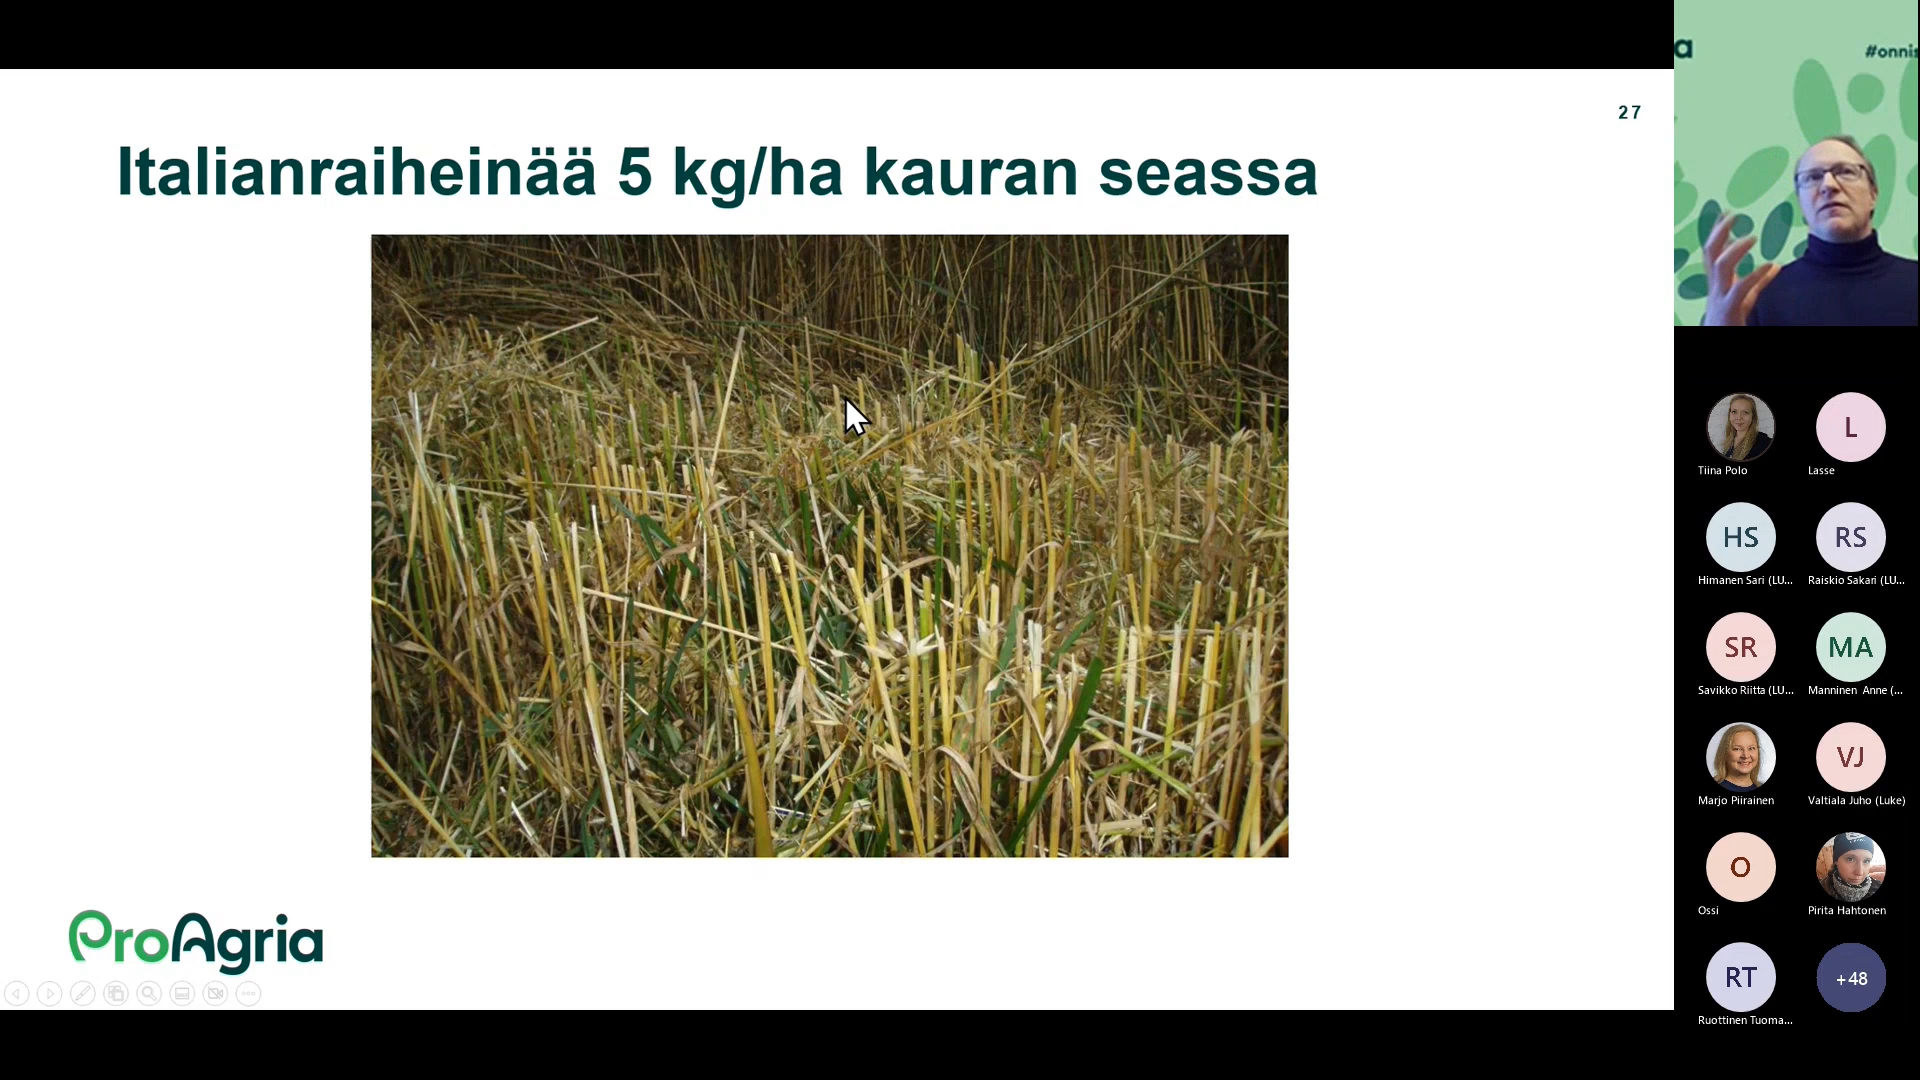 27
Italianraiheinää 5 kg/ha kauran seassa
ProAgria
a
#onnis
L
Tiina Polo
Lasse
HS
RS
Himanen Sari (LU...
Raiskio Sakari (LU...
SR
MA
Savikko Riitta (LU...
Manninen Anne (...
VJ
Marjo Piirainen
Valtiala Juho (Luke)
O
Ossi
Pirita Hahtonen
RT
+48
Ruottinen Tuoma...